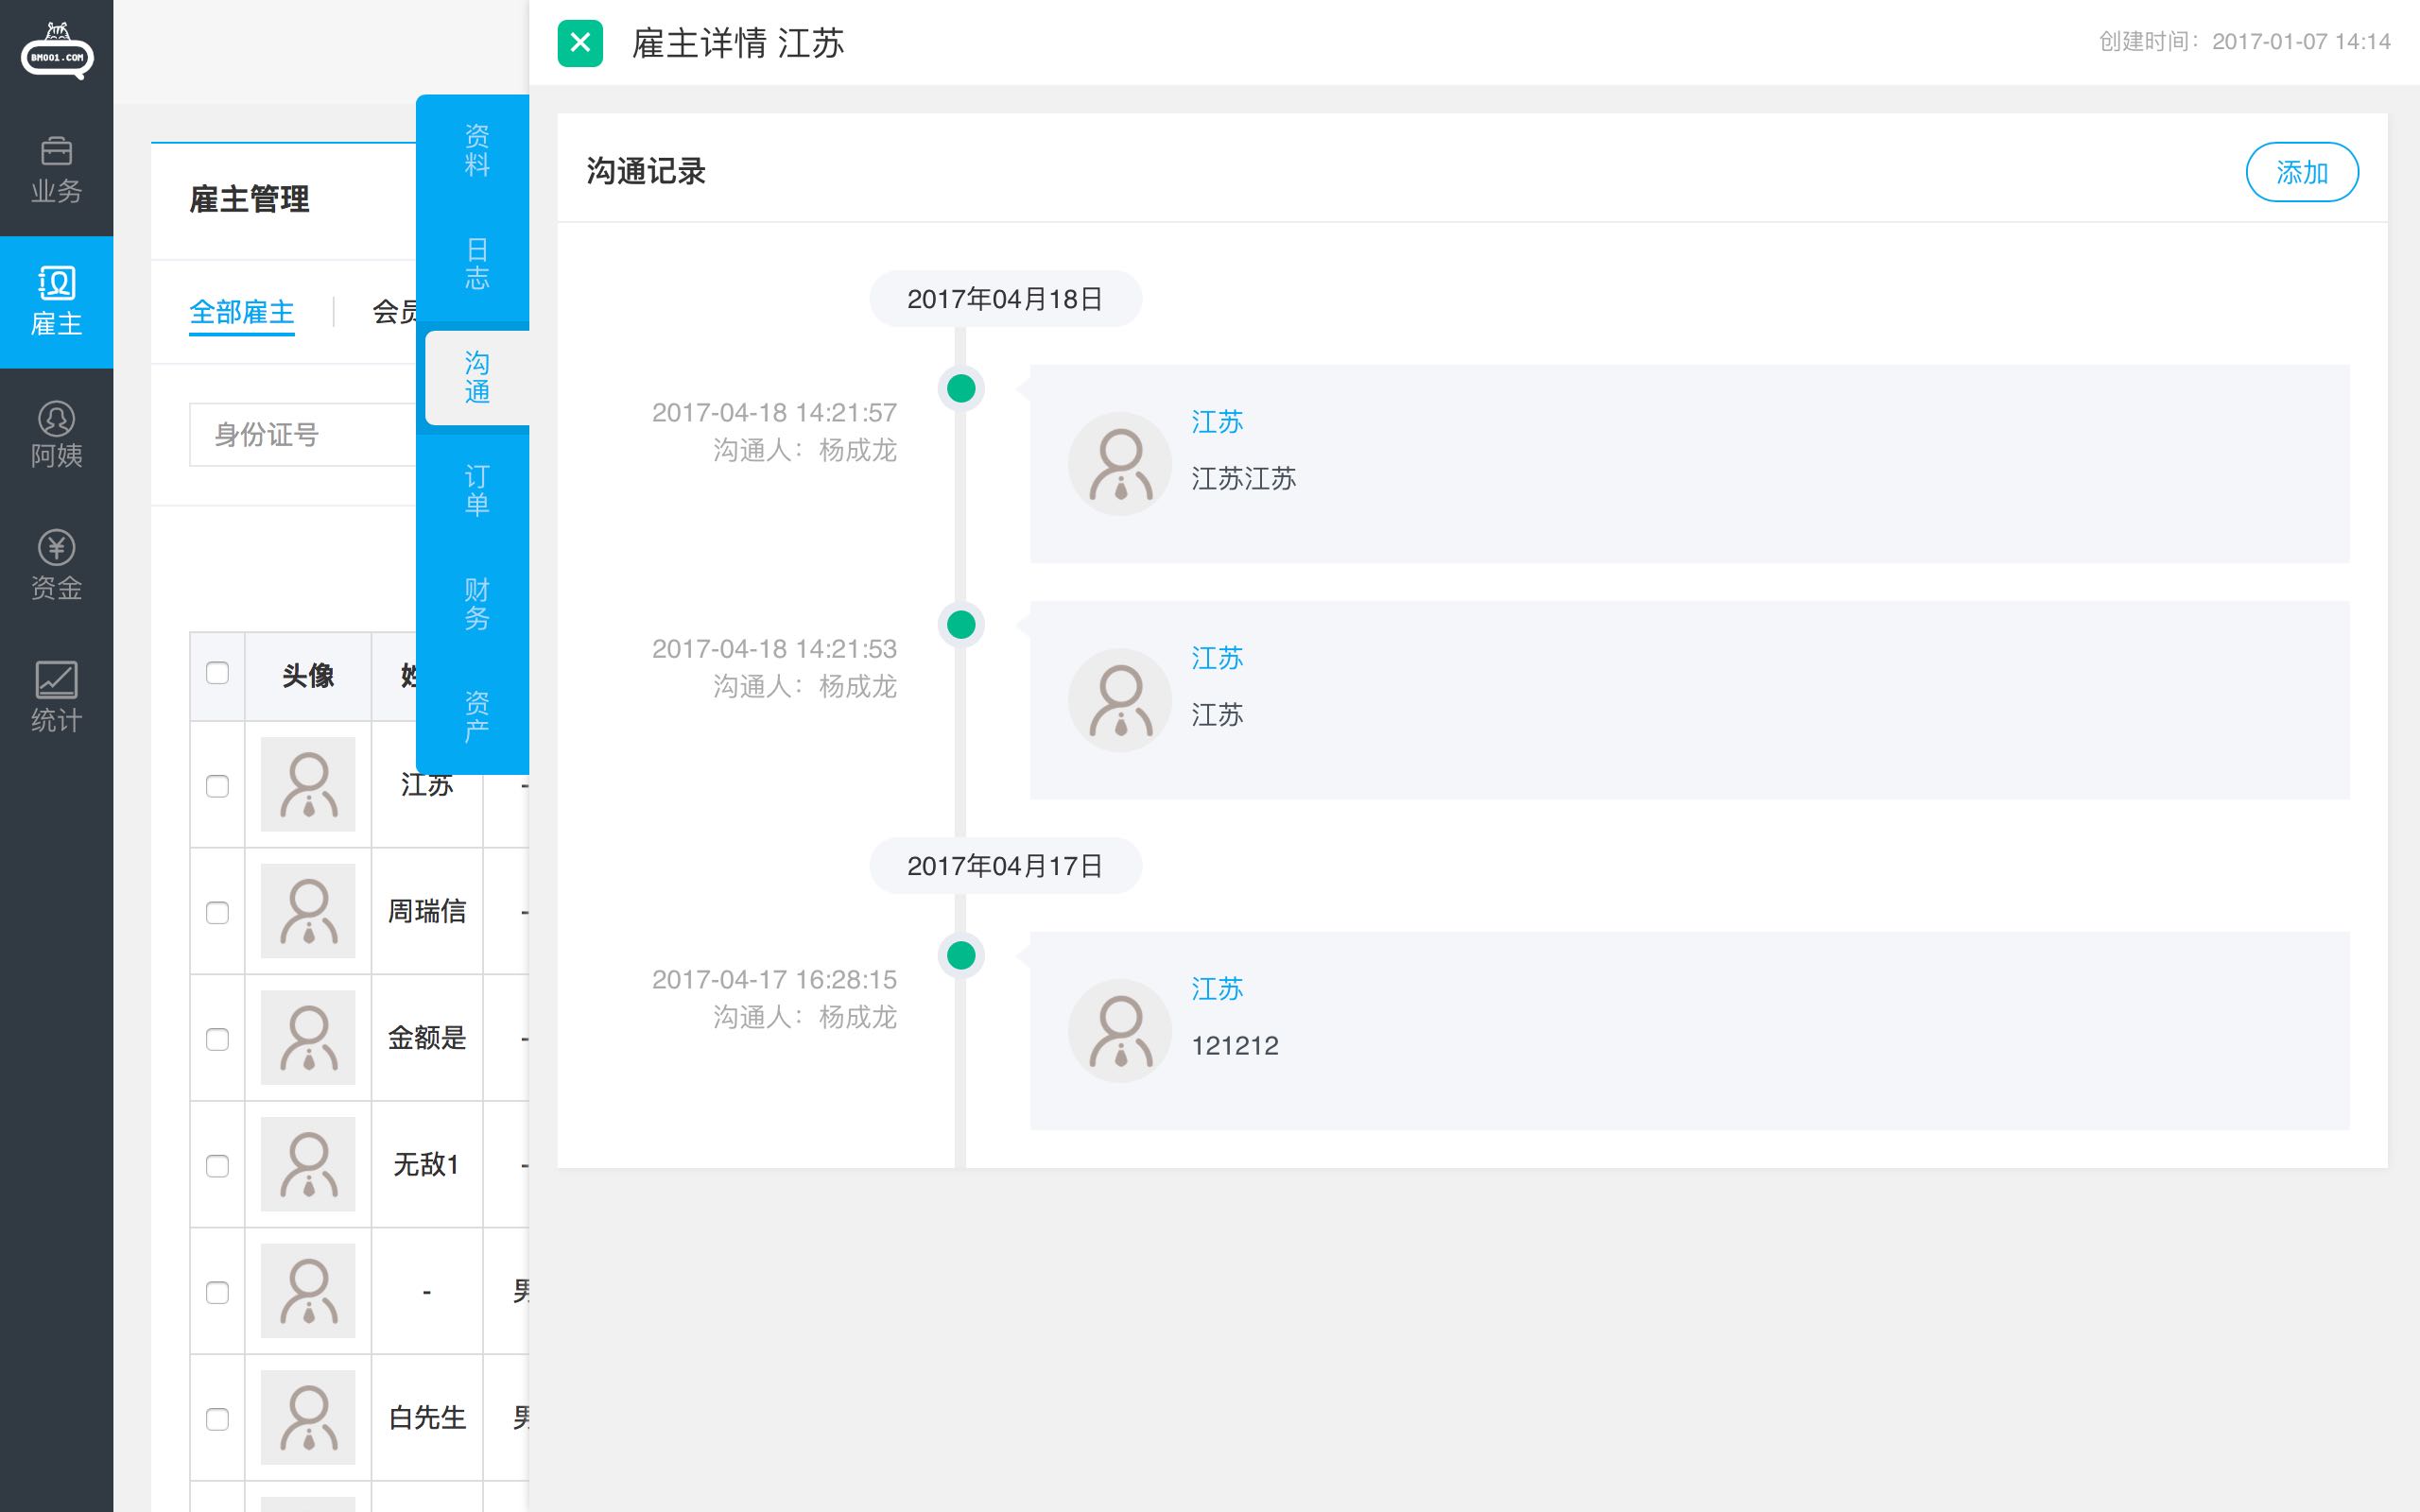 BM001.COM
业务
雇主
阿姨
资金
统计
雇主管理
全部雇主
会员
身份证号
头像
江苏
-
周瑞信
-
金额是
-
无敌1
-
-
男
白先生
男
资料
日志
沟通
订单
财务
资产
雇主详情 江苏
创建时间：2017-01-07 14:14
沟通记录
添加
2017年04月18日
2017-04-18 14:21:57
沟通人：杨成龙
江苏
江苏江苏
2017-04-18 14:21:53
沟通人：杨成龙
江苏
江苏
2017年04月17日
2017-04-17 16:28:15
沟通人：杨成龙
江苏
121212